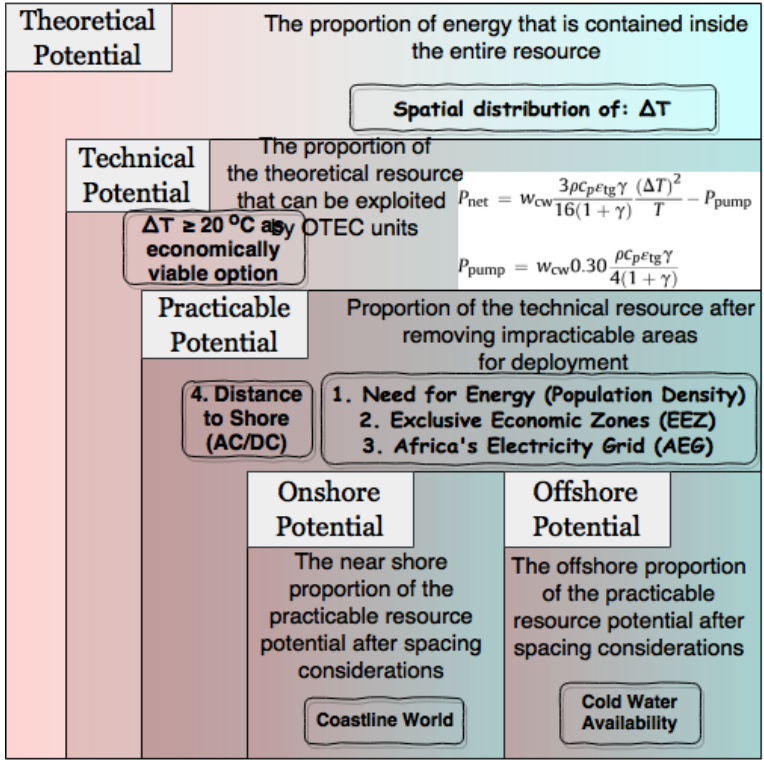 Theoretical
Potential
The proportion of energy that is contained inside
the entire resource
Spatial distribution of: ΔT
Technical
Potential
The proportion of
the theoretical resource
that can be exploited
by OTEC units
ΔT ≥ 20 ⁰C as
economically
viable option
P_net = w_cw 3ρc_pε_tgγ/16(1 + γ) (ΔT)²/T − P_pump
P_pump = w_cw 0.30 ρc_pε_tgγ/4(1 + γ)
Practicable
Potential
Proportion of the technical resource after
removing impracticable areas
for deployment
4. Distance
to Shore
(AC/DC)
1. Need for Energy (Population Density)
2. Exclusive Economic Zones (EEZ)
3. Africa's Electricity Grid (AEG)
Onshore
Potential
The near shore
proportion of the
practicable resource
potential after spacing
considerations
Coastline World
Offshore
Potential
The offshore proportion
of the practicable
resource potential after
spacing considerations
Cold Water
Availability